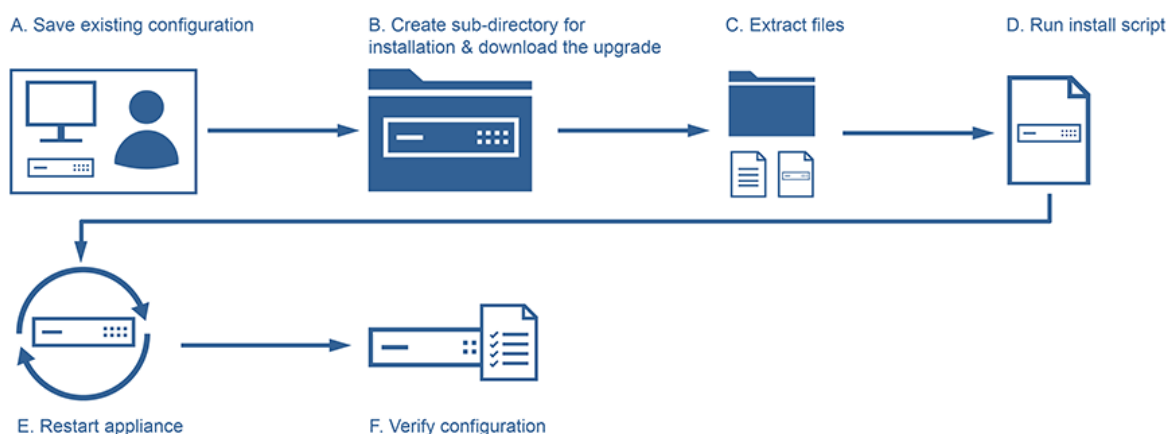 A. Save existing configuration
B. Create sub-directory for
installation & download the upgrade
C. Extract files
D. Run install script
E. Restart appliance
F. Verify configuration